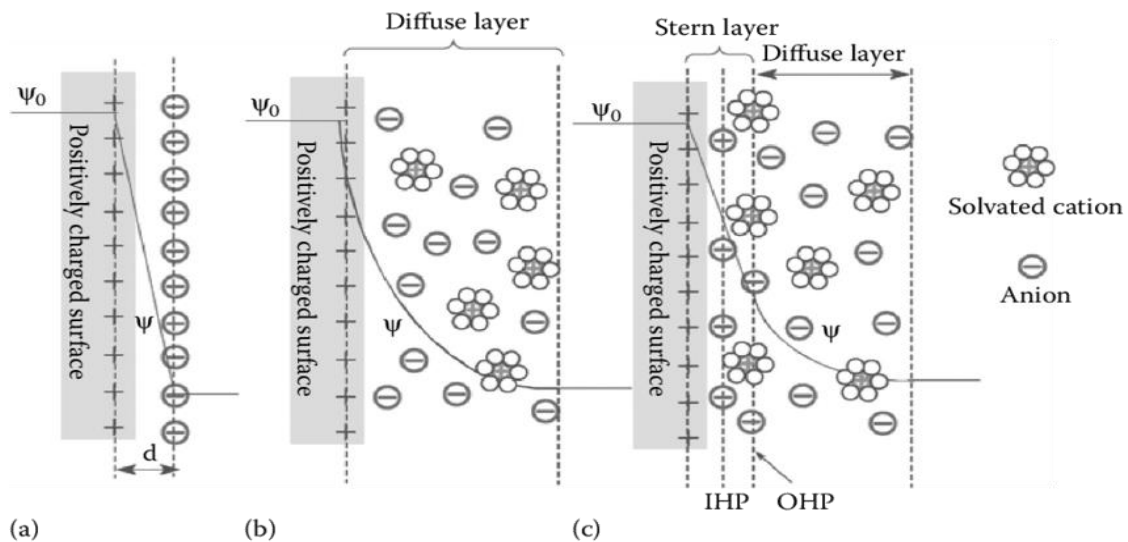 Diffuse layer
Stern layer
Diffuse layer
Ψ0
Positively charged surface
Ψ
d
Ψ0
Positively charged surface
Ψ
Ψ0
Positively charged surface
Ψ
Solvated cation
Anion
IHP
OHP
(a)
(b)
(c)